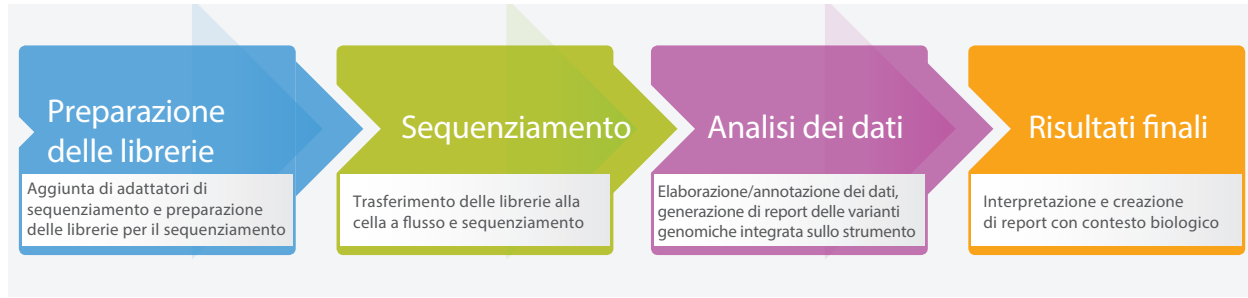 Preparazione
delle librerie
Aggiunta di adattatori di
sequenziamento e preparazione
delle librerie per il sequenziamento
Sequenziamento
Trasferimento delle librerie alla
cella a flusso e sequenziamento
Analisi dei dati
Elaborazione/annotazione dei dati,
generazione di report delle varianti
genomiche integrata sullo strumento
Risultati finali
Interpretazione e creazione
di report con contesto biologico